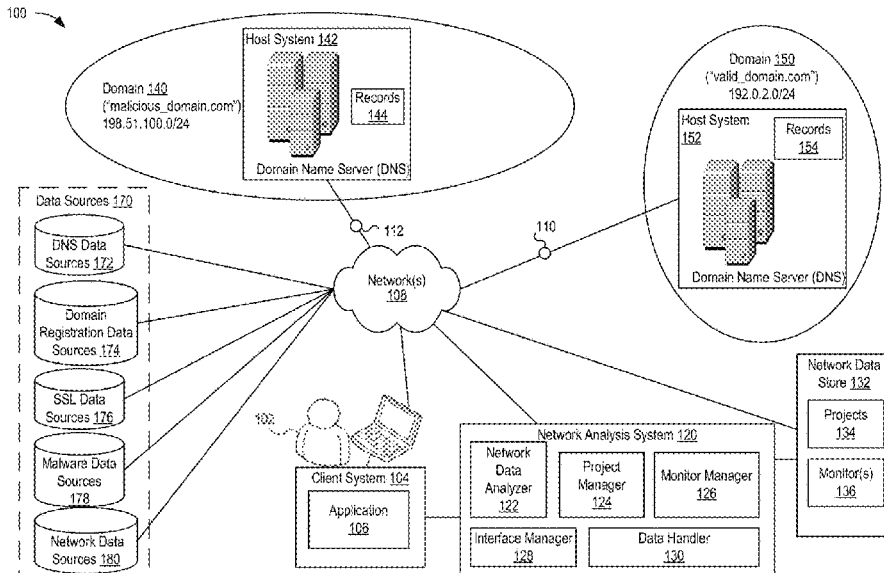 100
Host System 142
Domain 140
("malicious_domain.com")
198.51.100.0/24
Records
144
Domain Name Server (DNS)
Domain 150
("valid_domain.com")
192.0.2.0/24
Host System
152
Records
154
Domain Name Server (DNS)
112
110
Network(s)
108
Data Sources 170
DNS Data
Sources 172
Domain
Registration Data
Sources 174
SSL Data
Sources 176
Malware Data
Sources
178
Network Data
Sources 180
102
Client System 104
Application
106
Network Analysis System 120
Network
Data
Analyzer
122
Project
Manager
124
Monitor Manager
126
Interface Manager
128
Data Handler
130
Network Data
Store 132
Projects
134
Monitor(s)
136